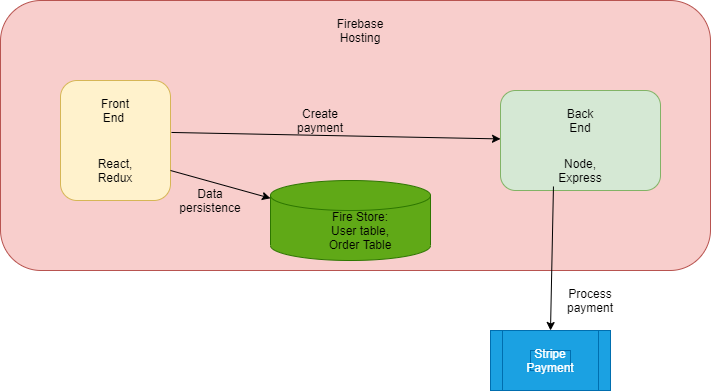 Firebase
Hosting
Front
End
React,
Redux
Create
payment
Back
End
Node,
Express
Data
persistence
Fire Store:
User table,
Order Table
Process
payment
Stripe
Payment